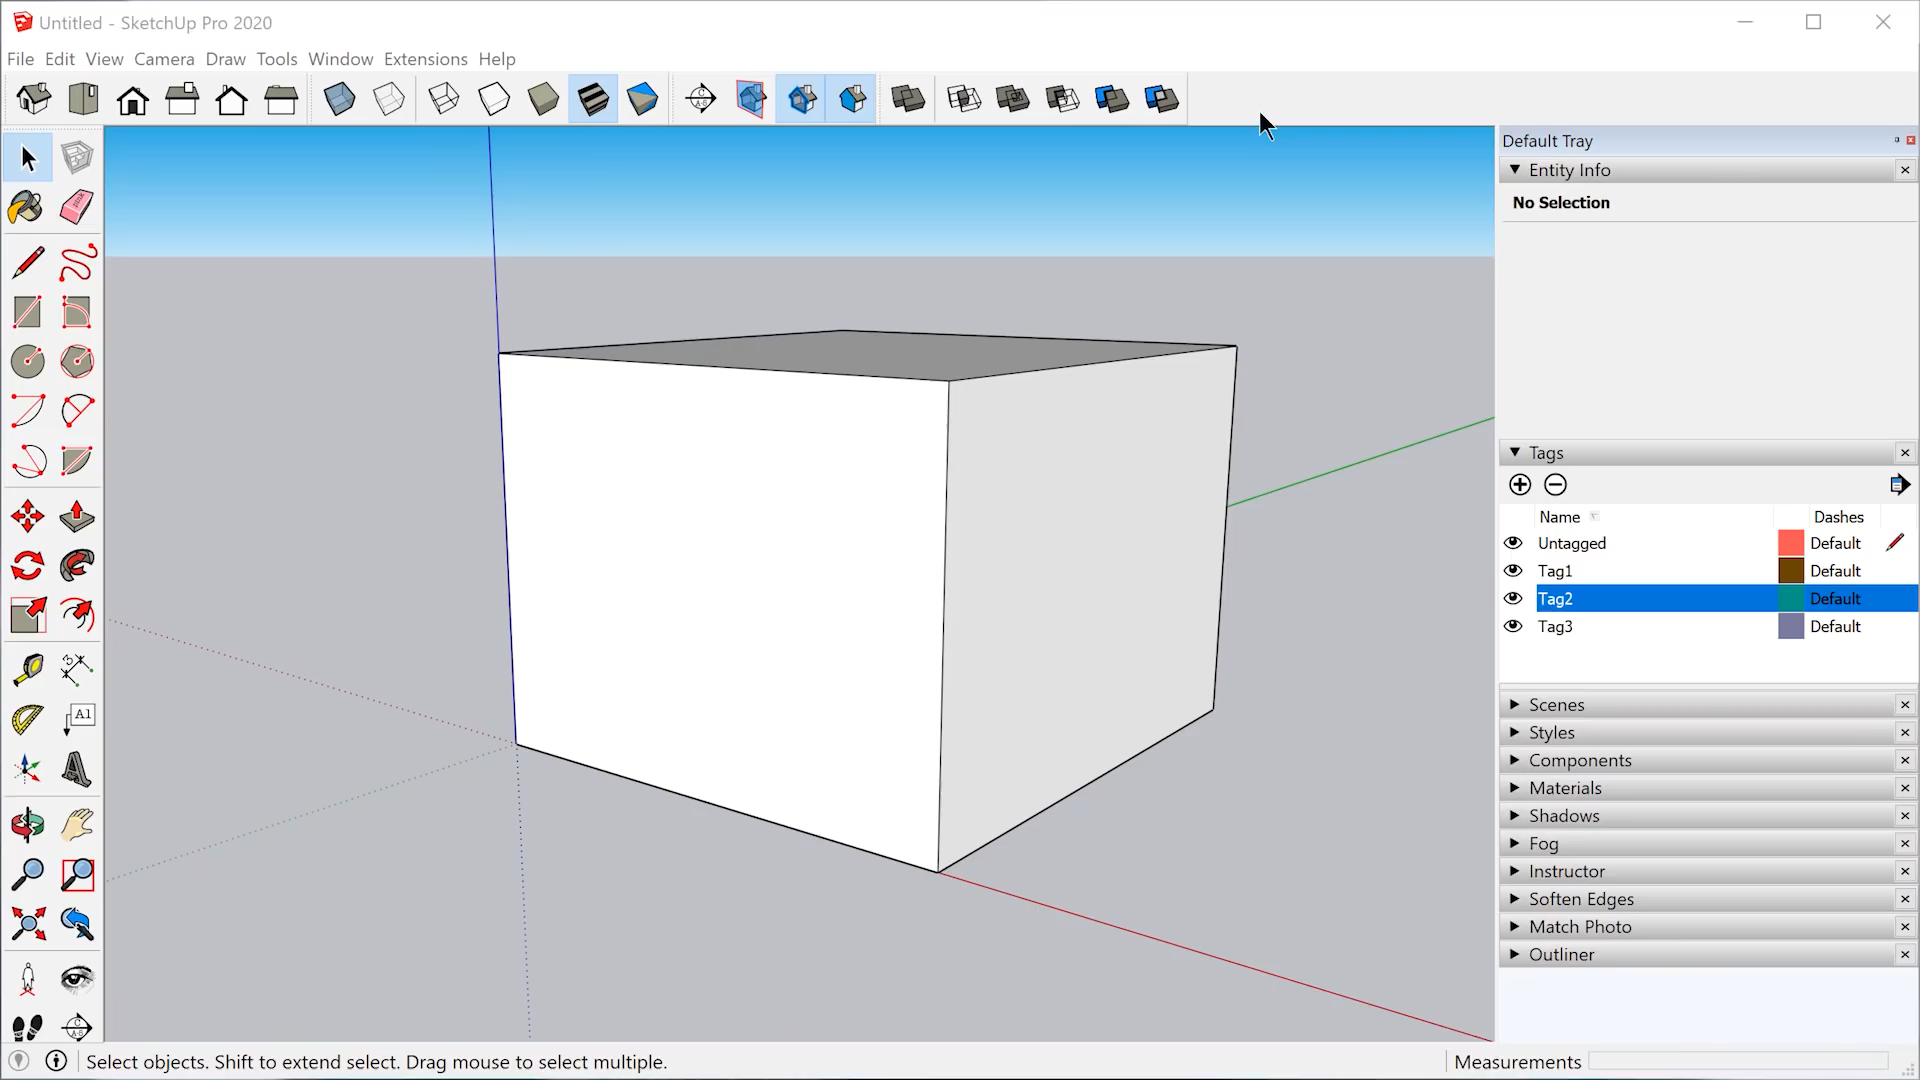 Untitled - SketchUp Pro 2020
File Edit View Camera Draw Tools Window Extensions Help
Default Tray
Entity Info
No Selection
Tags
Name Dashes
Untagged Default
Tag1 Default
Tag2 Default
Tag3 Default
Scenes
Styles
Components
Materials
Shadows
Fog
Instructor
Soften Edges
Match Photo
Outliner
Select objects. Shift to extend select. Drag mouse to select multiple.
Measurements